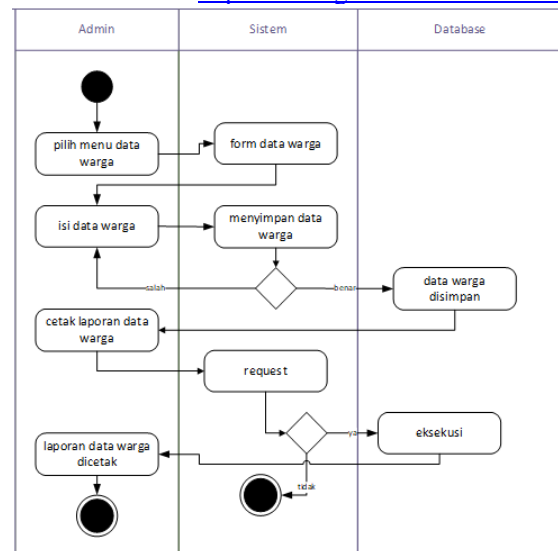 Admin
Sistem
Database
pilih menu data
warga
form data warga
isi data warga
menyimpan data
warga
salah
benar
data warga
disimpan
cetak laporan data
warga
request
ya
eksekusi
laporan data warga
dicetak
tidak